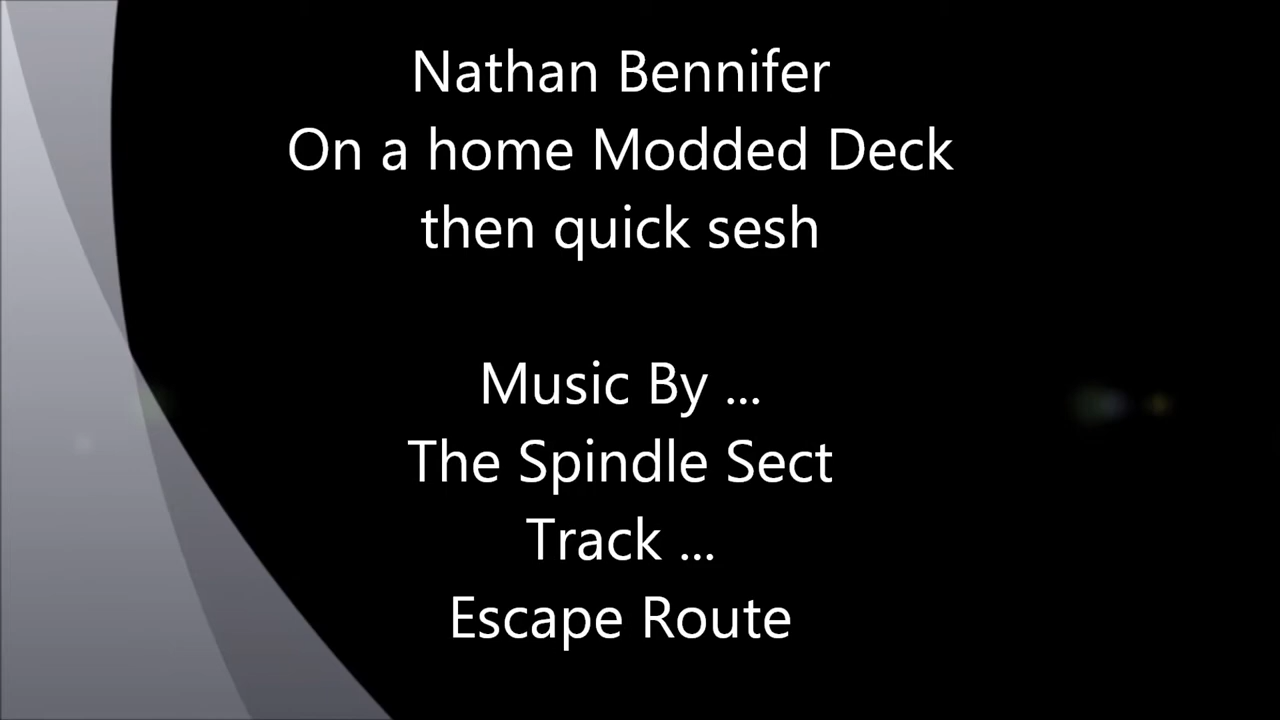 Nathan Bennifer
On a home Modded Deck
then quick sesh
Music By ...
The Spindle Sect
Track ...
Escape Route